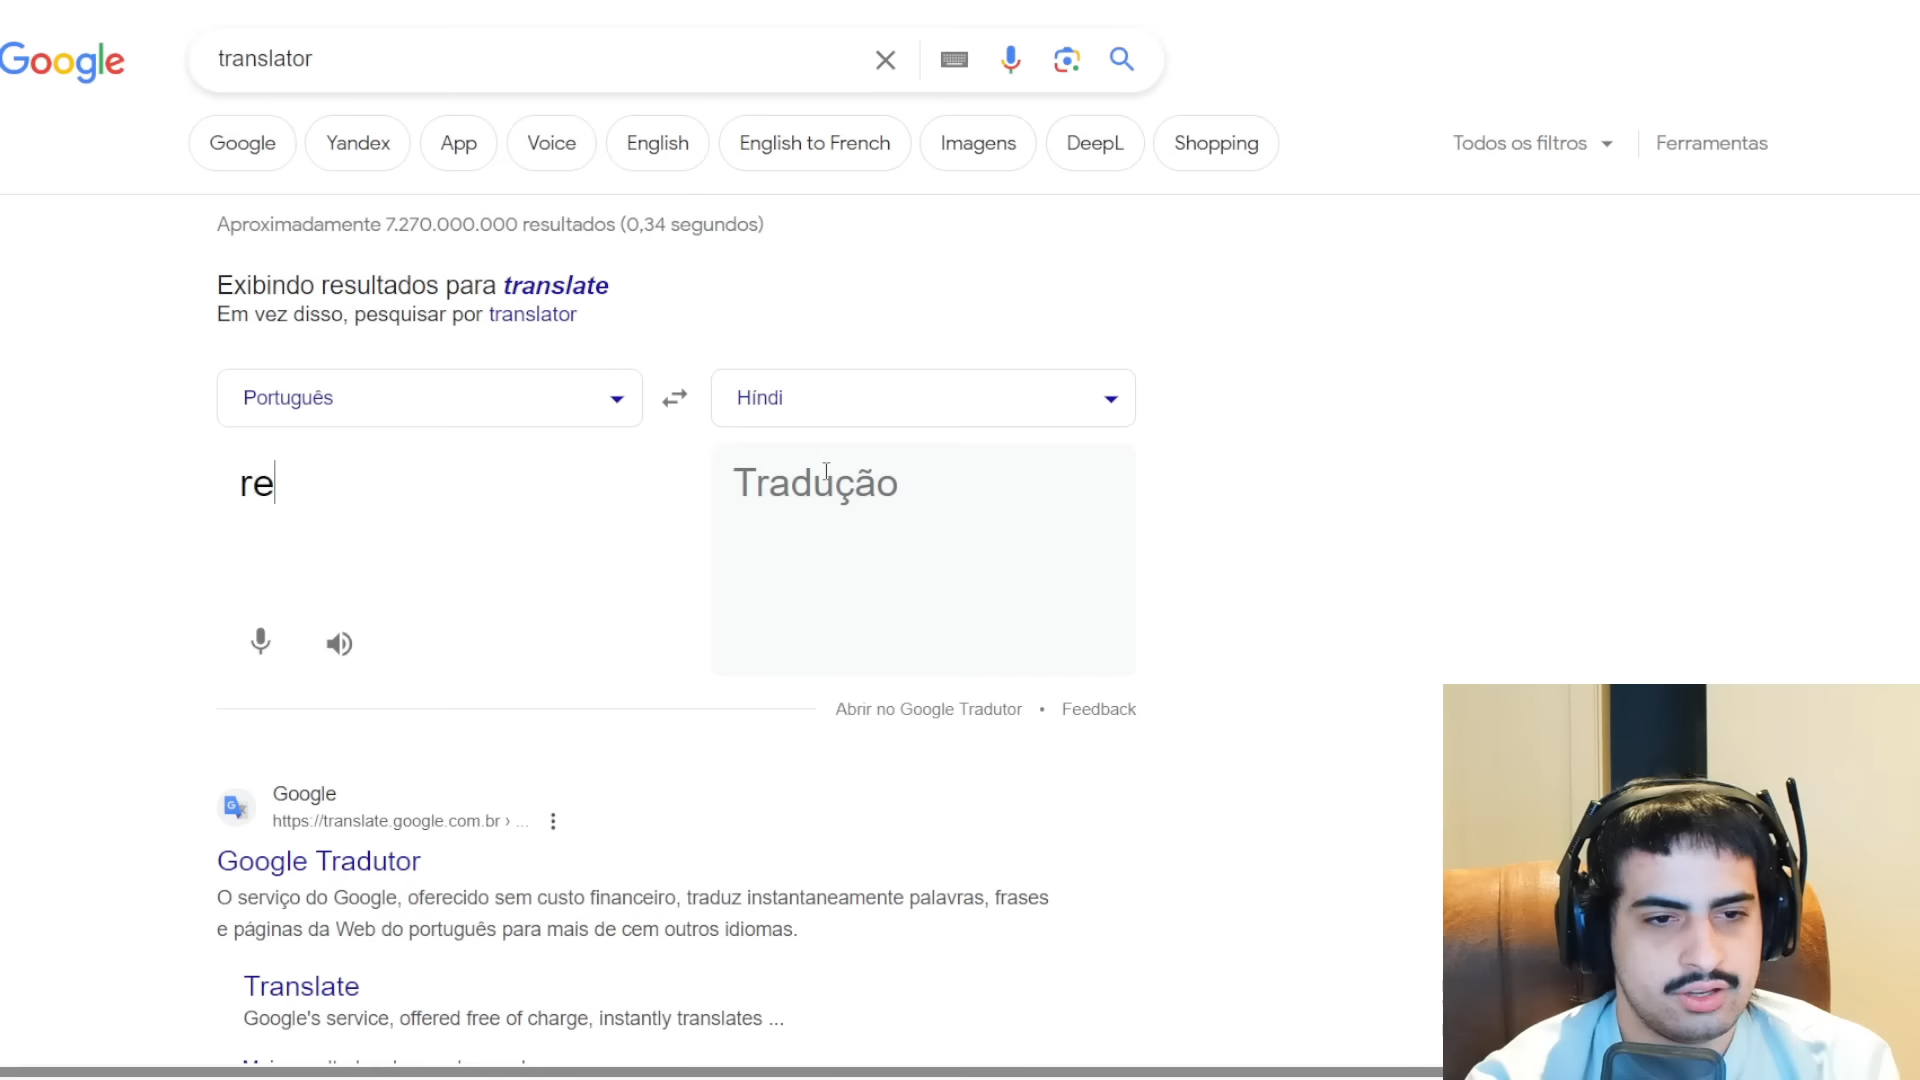 Google
translator
Google
Yandex
App
Voice
English
English to French
Imagens
DeepL
Shopping
Todos os filtros
Ferramentas
Aproximadamente 7.270.000.000 resultados (0,34 segundos)
Exibindo resultados para translate
Em vez disso, pesquisar por translator
Português
Híndi
re
Tradução
Abrir no Google Tradutor • Feedback
Google
https://translate.google.com.br › ...
Google Tradutor
O serviço do Google, oferecido sem custo financeiro, traduz instantaneamente palavras, frases
e páginas da Web do português para mais de cem outros idiomas.
Translate
Google's service, offered free of charge, instantly translates ...